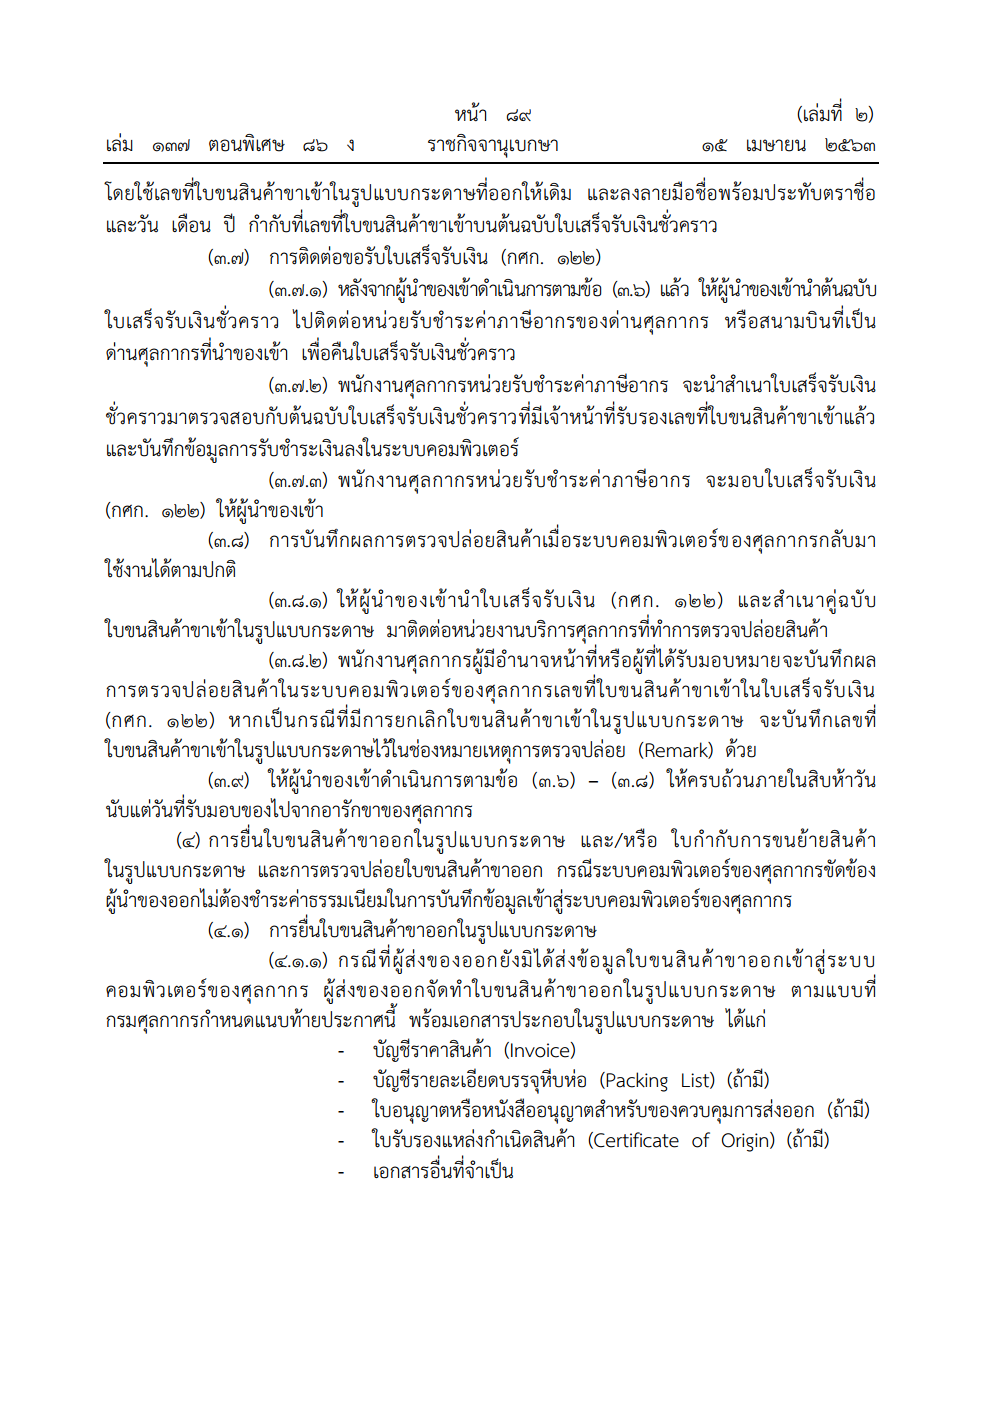 หน้า ๘๙ (เล่มที่ ๒)
เล่ม ๑๓๗ ตอนพิเศษ ๘๖ ง ราชกิจจานุเบกษา ๑๕ เมษายน ๒๕๖๓
โดยใช้เลขที่ใบขนสินค้าขาเข้าในรูปแบบกระดาษที่ออกให้เดิม และลงลายมือชื่อพร้อมประทับตราชื่อ
และวัน เดือน ปี กำกับที่เลขที่ใบขนสินค้าขาเข้าบนต้นฉบับใบเสร็จรับเงินชั่วคราว
(๓.๗) การติดต่อขอรับใบเสร็จรับเงิน (กศก. ๑๒๒)
(๓.๗.๑) หลังจากผู้นำของเข้าดำเนินการตามข้อ (๓.๖) แล้ว ให้ผู้นำของเข้านำต้นฉบับ
ใบเสร็จรับเงินชั่วคราว ไปติดต่อหน่วยรับชำระค่าภาษีอากรของด่านศุลกากร หรือสนามบินที่เป็น
ด่านศุลกากรที่นำของเข้า เพื่อคืนใบเสร็จรับเงินชั่วคราว
(๓.๗.๒) พนักงานศุลกากรหน่วยรับชำระค่าภาษีอากร จะนำสำเนาใบเสร็จรับเงิน
ชั่วคราวมาตรวจสอบกับต้นฉบับใบเสร็จรับเงินชั่วคราวที่มีเจ้าหน้าที่รับรองเลขที่ใบขนสินค้าขาเข้าแล้ว
และบันทึกข้อมูลการรับชำระเงินลงในระบบคอมพิวเตอร์
(๓.๗.๓) พนักงานศุลกากรหน่วยรับชำระค่าภาษีอากร จะมอบใบเสร็จรับเงิน
(กศก. ๑๒๒) ให้ผู้นำของเข้า
(๓.๘) การบันทึกผลการตรวจปล่อยสินค้าเมื่อระบบคอมพิวเตอร์ของศุลกากรกลับมา
ใช้งานได้ตามปกติ
(๓.๘.๑) ให้ผู้นำของเข้านำใบเสร็จรับเงิน (กศก. ๑๒๒) และสำเนาคู่ฉบับ
ใบขนสินค้าขาเข้าในรูปแบบกระดาษ มาติดต่อหน่วยงานบริการศุลกากรที่ทำการตรวจปล่อยสินค้า
(๓.๘.๒) พนักงานศุลกากรผู้มีอำนาจหน้าที่หรือผู้ที่ได้รับมอบหมายจะบันทึกผล
การตรวจปล่อยสินค้าในระบบคอมพิวเตอร์ของศุลกากรเลขที่ใบขนสินค้าขาเข้าในใบเสร็จรับเงิน
(กศก. ๑๒๒) หากเป็นกรณีที่มีการยกเลิกใบขนสินค้าขาเข้าในรูปแบบกระดาษ จะบันทึกเลขที่
ใบขนสินค้าขาเข้าในรูปแบบกระดาษไว้ในช่องหมายเหตุการตรวจปล่อย (Remark) ด้วย
(๓.๙) ให้ผู้นำของเข้าดำเนินการตามข้อ (๓.๖) – (๓.๘) ให้ครบถ้วนภายในสิบห้าวัน
นับแต่วันที่รับมอบของไปจากอารักขาของศุลกากร
(๔) การยื่นใบขนสินค้าขาออกในรูปแบบกระดาษ และ/หรือ ใบกำกับการขนย้ายสินค้า
ในรูปแบบกระดาษ และการตรวจปล่อยใบขนสินค้าขาออก กรณีระบบคอมพิวเตอร์ของศุลกากรขัดข้อง
ผู้นำของออกไม่ต้องชำระค่าธรรมเนียมในการบันทึกข้อมูลเข้าสู่ระบบคอมพิวเตอร์ของศุลกากร
(๔.๑) การยื่นใบขนสินค้าขาออกในรูปแบบกระดาษ
(๔.๑.๑) กรณีที่ผู้ส่งของออกยังมิได้ส่งข้อมูลใบขนสินค้าขาออกเข้าสู่ระบบ
คอมพิวเตอร์ของศุลกากร ผู้ส่งของออกจัดทำใบขนสินค้าขาออกในรูปแบบกระดาษ ตามแบบที่
กรมศุลกากรกำหนดแนบท้ายประกาศนี้ พร้อมเอกสารประกอบในรูปแบบกระดาษ ได้แก่
- บัญชีราคาสินค้า (Invoice)
- บัญชีรายละเอียดบรรจุหีบห่อ (Packing List) (ถ้ามี)
- ใบอนุญาตหรือหนังสืออนุญาตสำหรับของควบคุมการส่งออก (ถ้ามี)
- ใบรับรองแหล่งกำเนิดสินค้า (Certificate of Origin) (ถ้ามี)
- เอกสารอื่นที่จำเป็น